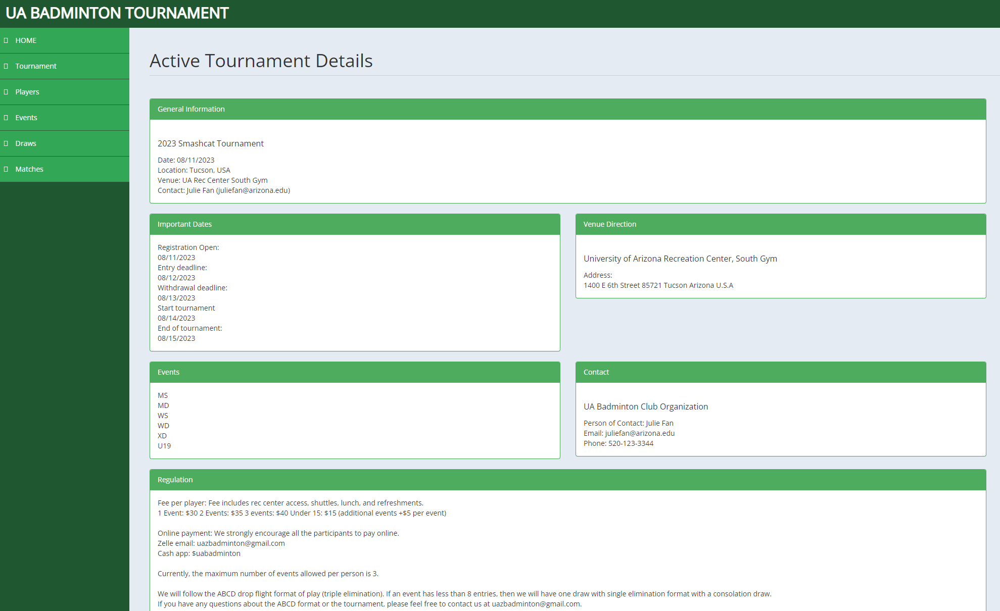 UA BADMINTON TOURNAMENT
HOME
Tournament
Players
Events
Draws
Matches
Active Tournament Details
General Information
2023 Smashcat Tournament
Date: 08/11/2023
Location: Tucson, USA
Venue: UA Rec Center South Gym
Contact: Julie Fan (juliefan@arizona.edu)
Important Dates
Registration Open:
08/11/2023
Entry deadline:
08/12/2023
Withdrawal deadline:
08/13/2023
Start tournament
08/14/2023
End of tournament:
08/15/2023
Venue Direction
University of Arizona Recreation Center, South Gym
Address:
1400 E 6th Street 85721 Tucson Arizona U.S.A
Events
MS
MD
WS
WD
XD
U19
Contact
UA Badminton Club Organization
Person of Contact: Julie Fan
Email: juliefan@arizona.edu
Phone: 520-123-3344
Regulation
Fee per player: Fee includes rec center access, shuttles, lunch, and refreshments.
1 Event: $30 2 Events: $35 3 events: $40 Under 15: $15 (additional events +$5 per event)
Online payment: We strongly encourage all the participants to pay online.
Zelle email: uazbadminton@gmail.com
Cash app: $uabadminton
Currently, the maximum number of events allowed per person is 3.
We will follow the ABCD drop flight format of play (triple elimination). If an event has less than 8 entries, then we will have one draw with single elimination format with a consolation draw.
If you have any questions about the ABCD format or the tournament, please feel free to contact us at uazbadminton@gmail.com.